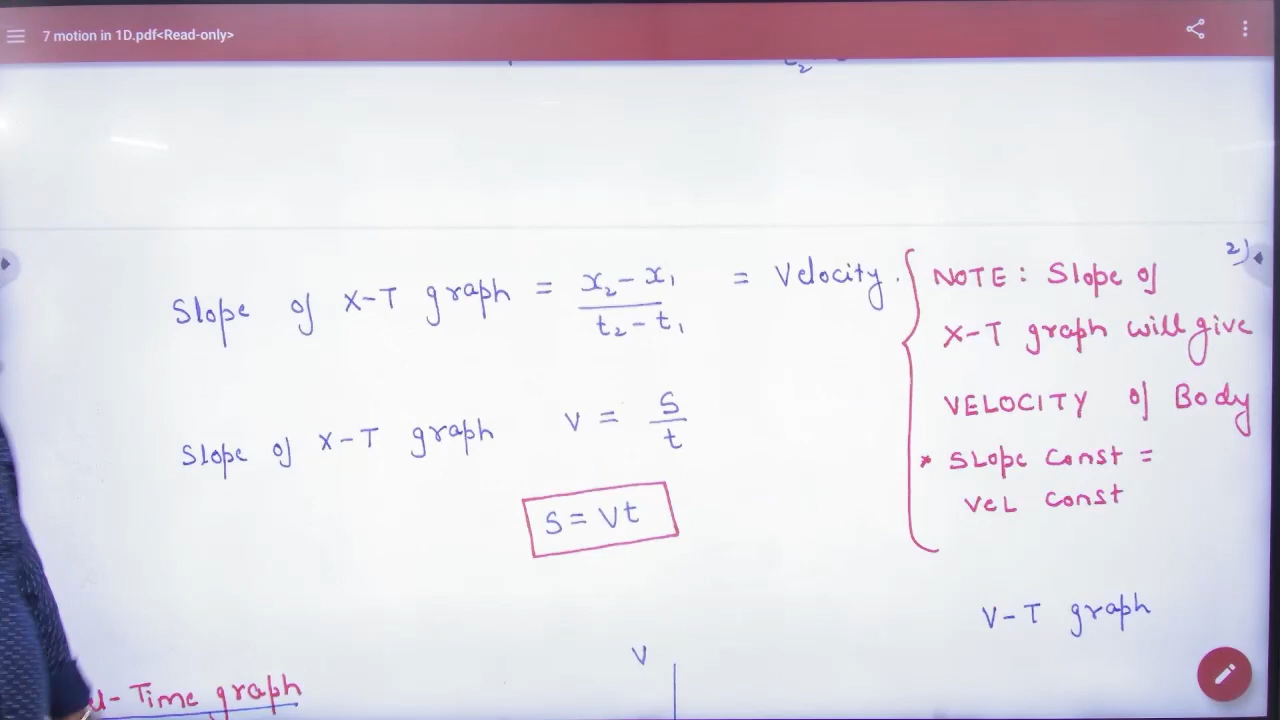 7 motion in 1D.pdf<Read-only>
Slope of X-T graph = x₂ - x₁ / t₂ - t₁ = Velocity.
Slope of X-T graph V = S / t
S = Vt
2)
NOTE: Slope of
X-T graph will give
VELOCITY of Body
* SLope Const =
VeL Const
V-T graph
V
-Time graph